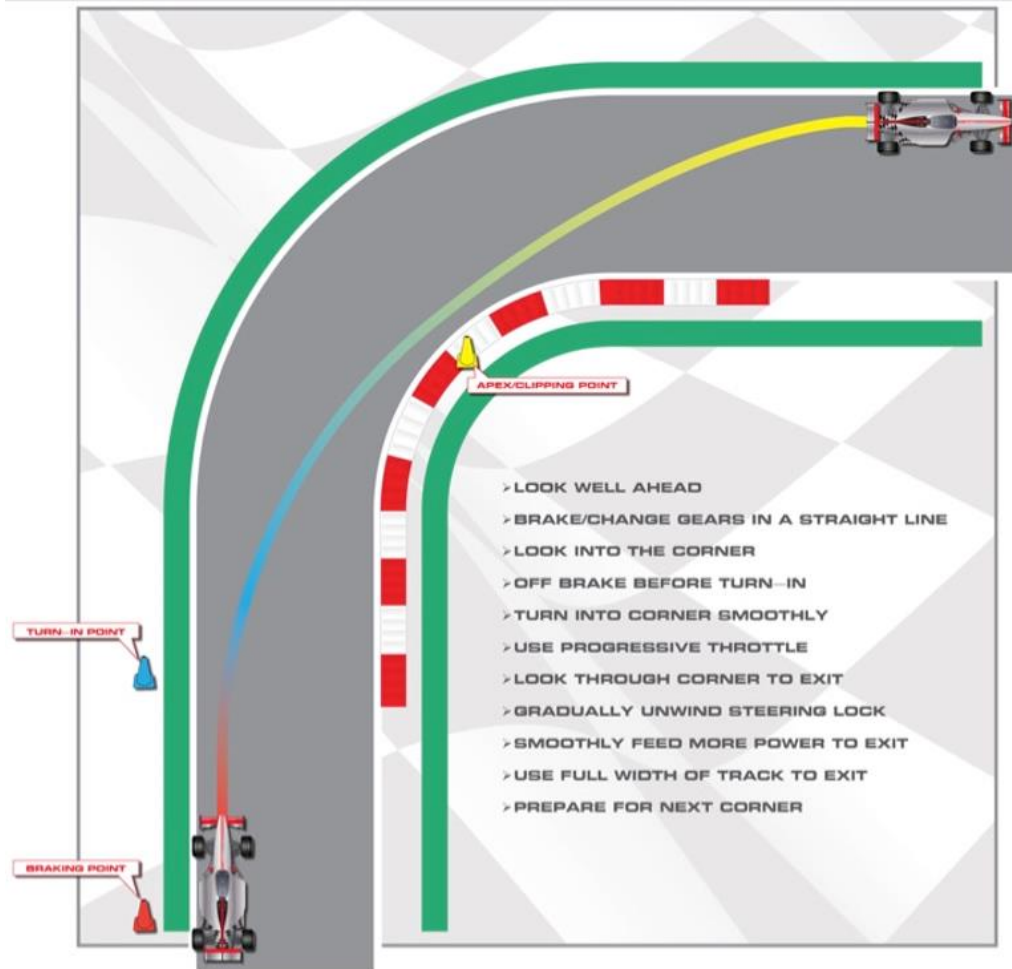 APEX/CLIPPING POINT
➢LOOK WELL AHEAD
➢BRAKE/CHANGE GEARS IN A STRAIGHT LINE
➢LOOK INTO THE CORNER
➢OFF BRAKE BEFORE TURN-IN
➢TURN INTO CORNER SMOOTHLY
TURN-IN POINT
➢USE PROGRESSIVE THROTTLE
➢LOOK THROUGH CORNER TO EXIT
➢GRADUALLY UNWIND STEERING LOCK
➢SMOOTHLY FEED MORE POWER TO EXIT
➢USE FULL WIDTH OF TRACK TO EXIT
➢PREPARE FOR NEXT CORNER
BRAKING POINT